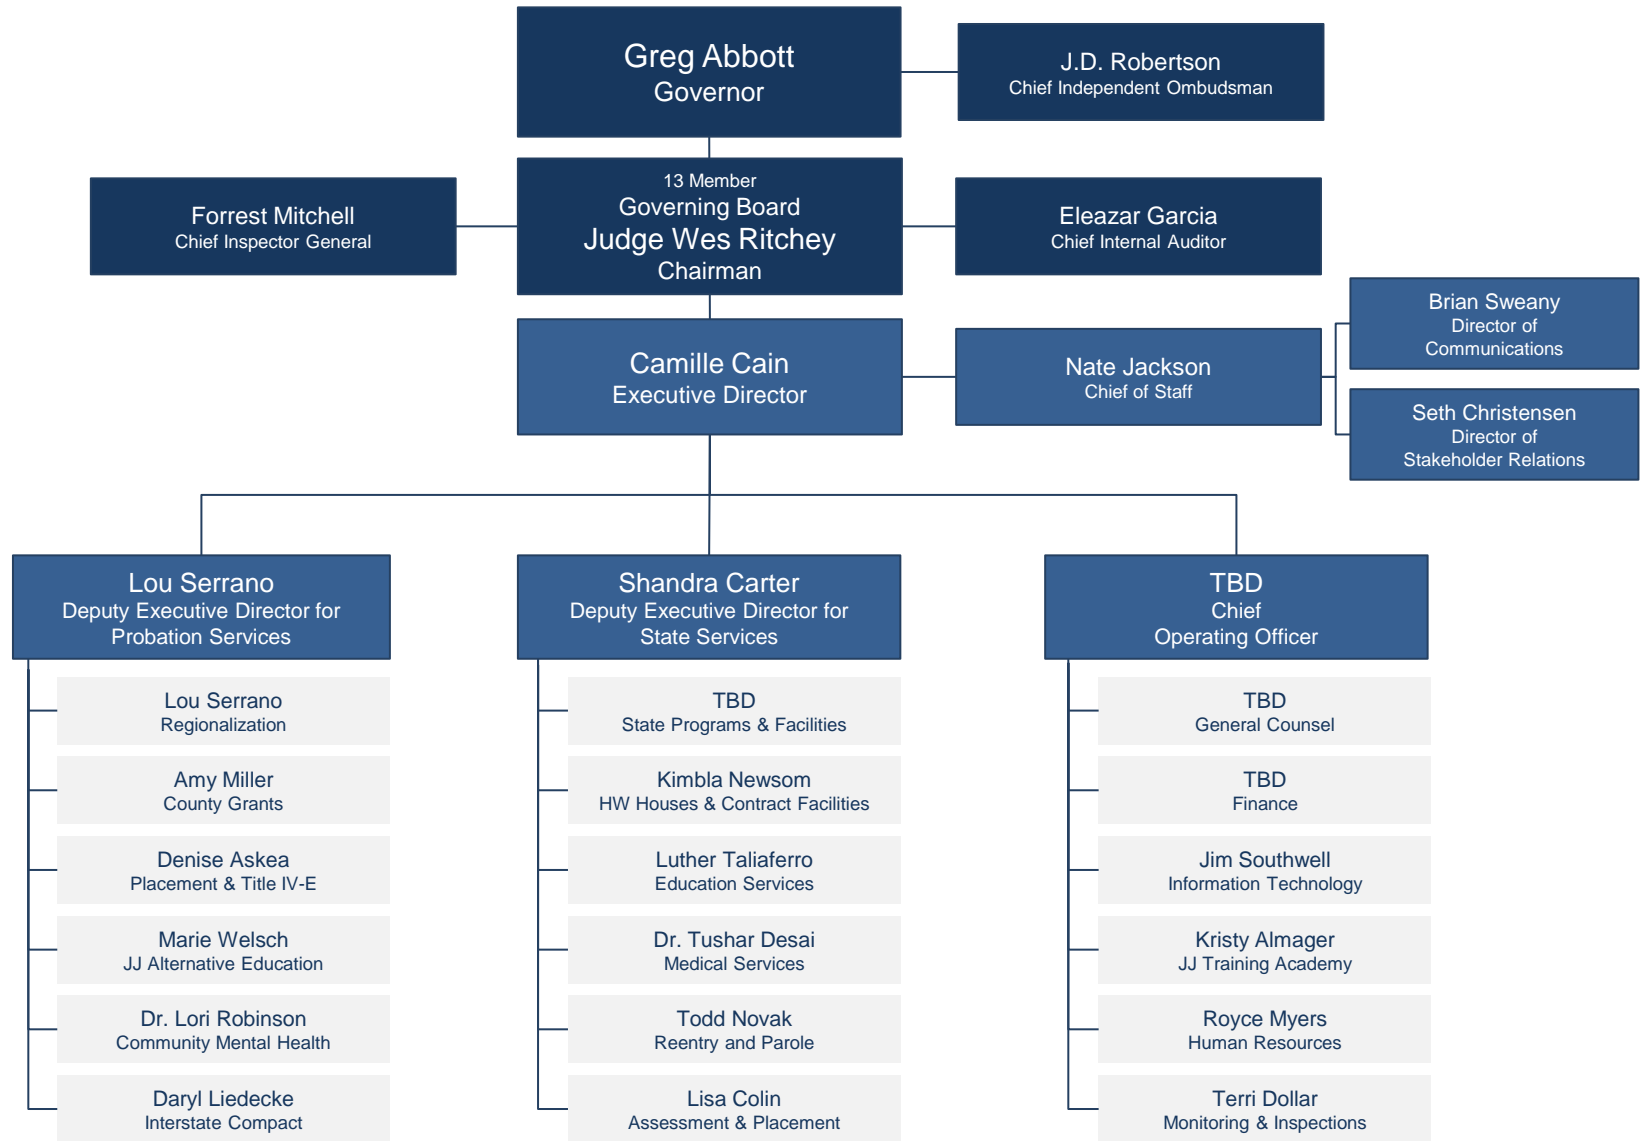 Greg Abbott
Governor
J.D. Robertson
Chief Independent Ombudsman
Forrest Mitchell
Chief Inspector General
13 Member
Governing Board
Judge Wes Ritchey
Chairman
Eleazar Garcia
Chief Internal Auditor
Camille Cain
Executive Director
Nate Jackson
Chief of Staff
Brian Sweany
Director of
Communications
Seth Christensen
Director of
Stakeholder Relations
Lou Serrano
Deputy Executive Director for
Probation Services
Lou Serrano
Regionalization
Amy Miller
County Grants
Denise Askea
Placement & Title IV-E
Marie Welsch
JJ Alternative Education
Dr. Lori Robinson
Community Mental Health
Daryl Liedecke
Interstate Compact
Shandra Carter
Deputy Executive Director for
State Services
TBD
State Programs & Facilities
Kimbla Newsom
HW Houses & Contract Facilities
Luther Taliaferro
Education Services
Dr. Tushar Desai
Medical Services
Todd Novak
Reentry and Parole
Lisa Colin
Assessment & Placement
TBD
Chief
Operating Officer
TBD
General Counsel
TBD
Finance
Jim Southwell
Information Technology
Kristy Almager
JJ Training Academy
Royce Myers
Human Resources
Terri Dollar
Monitoring & Inspections